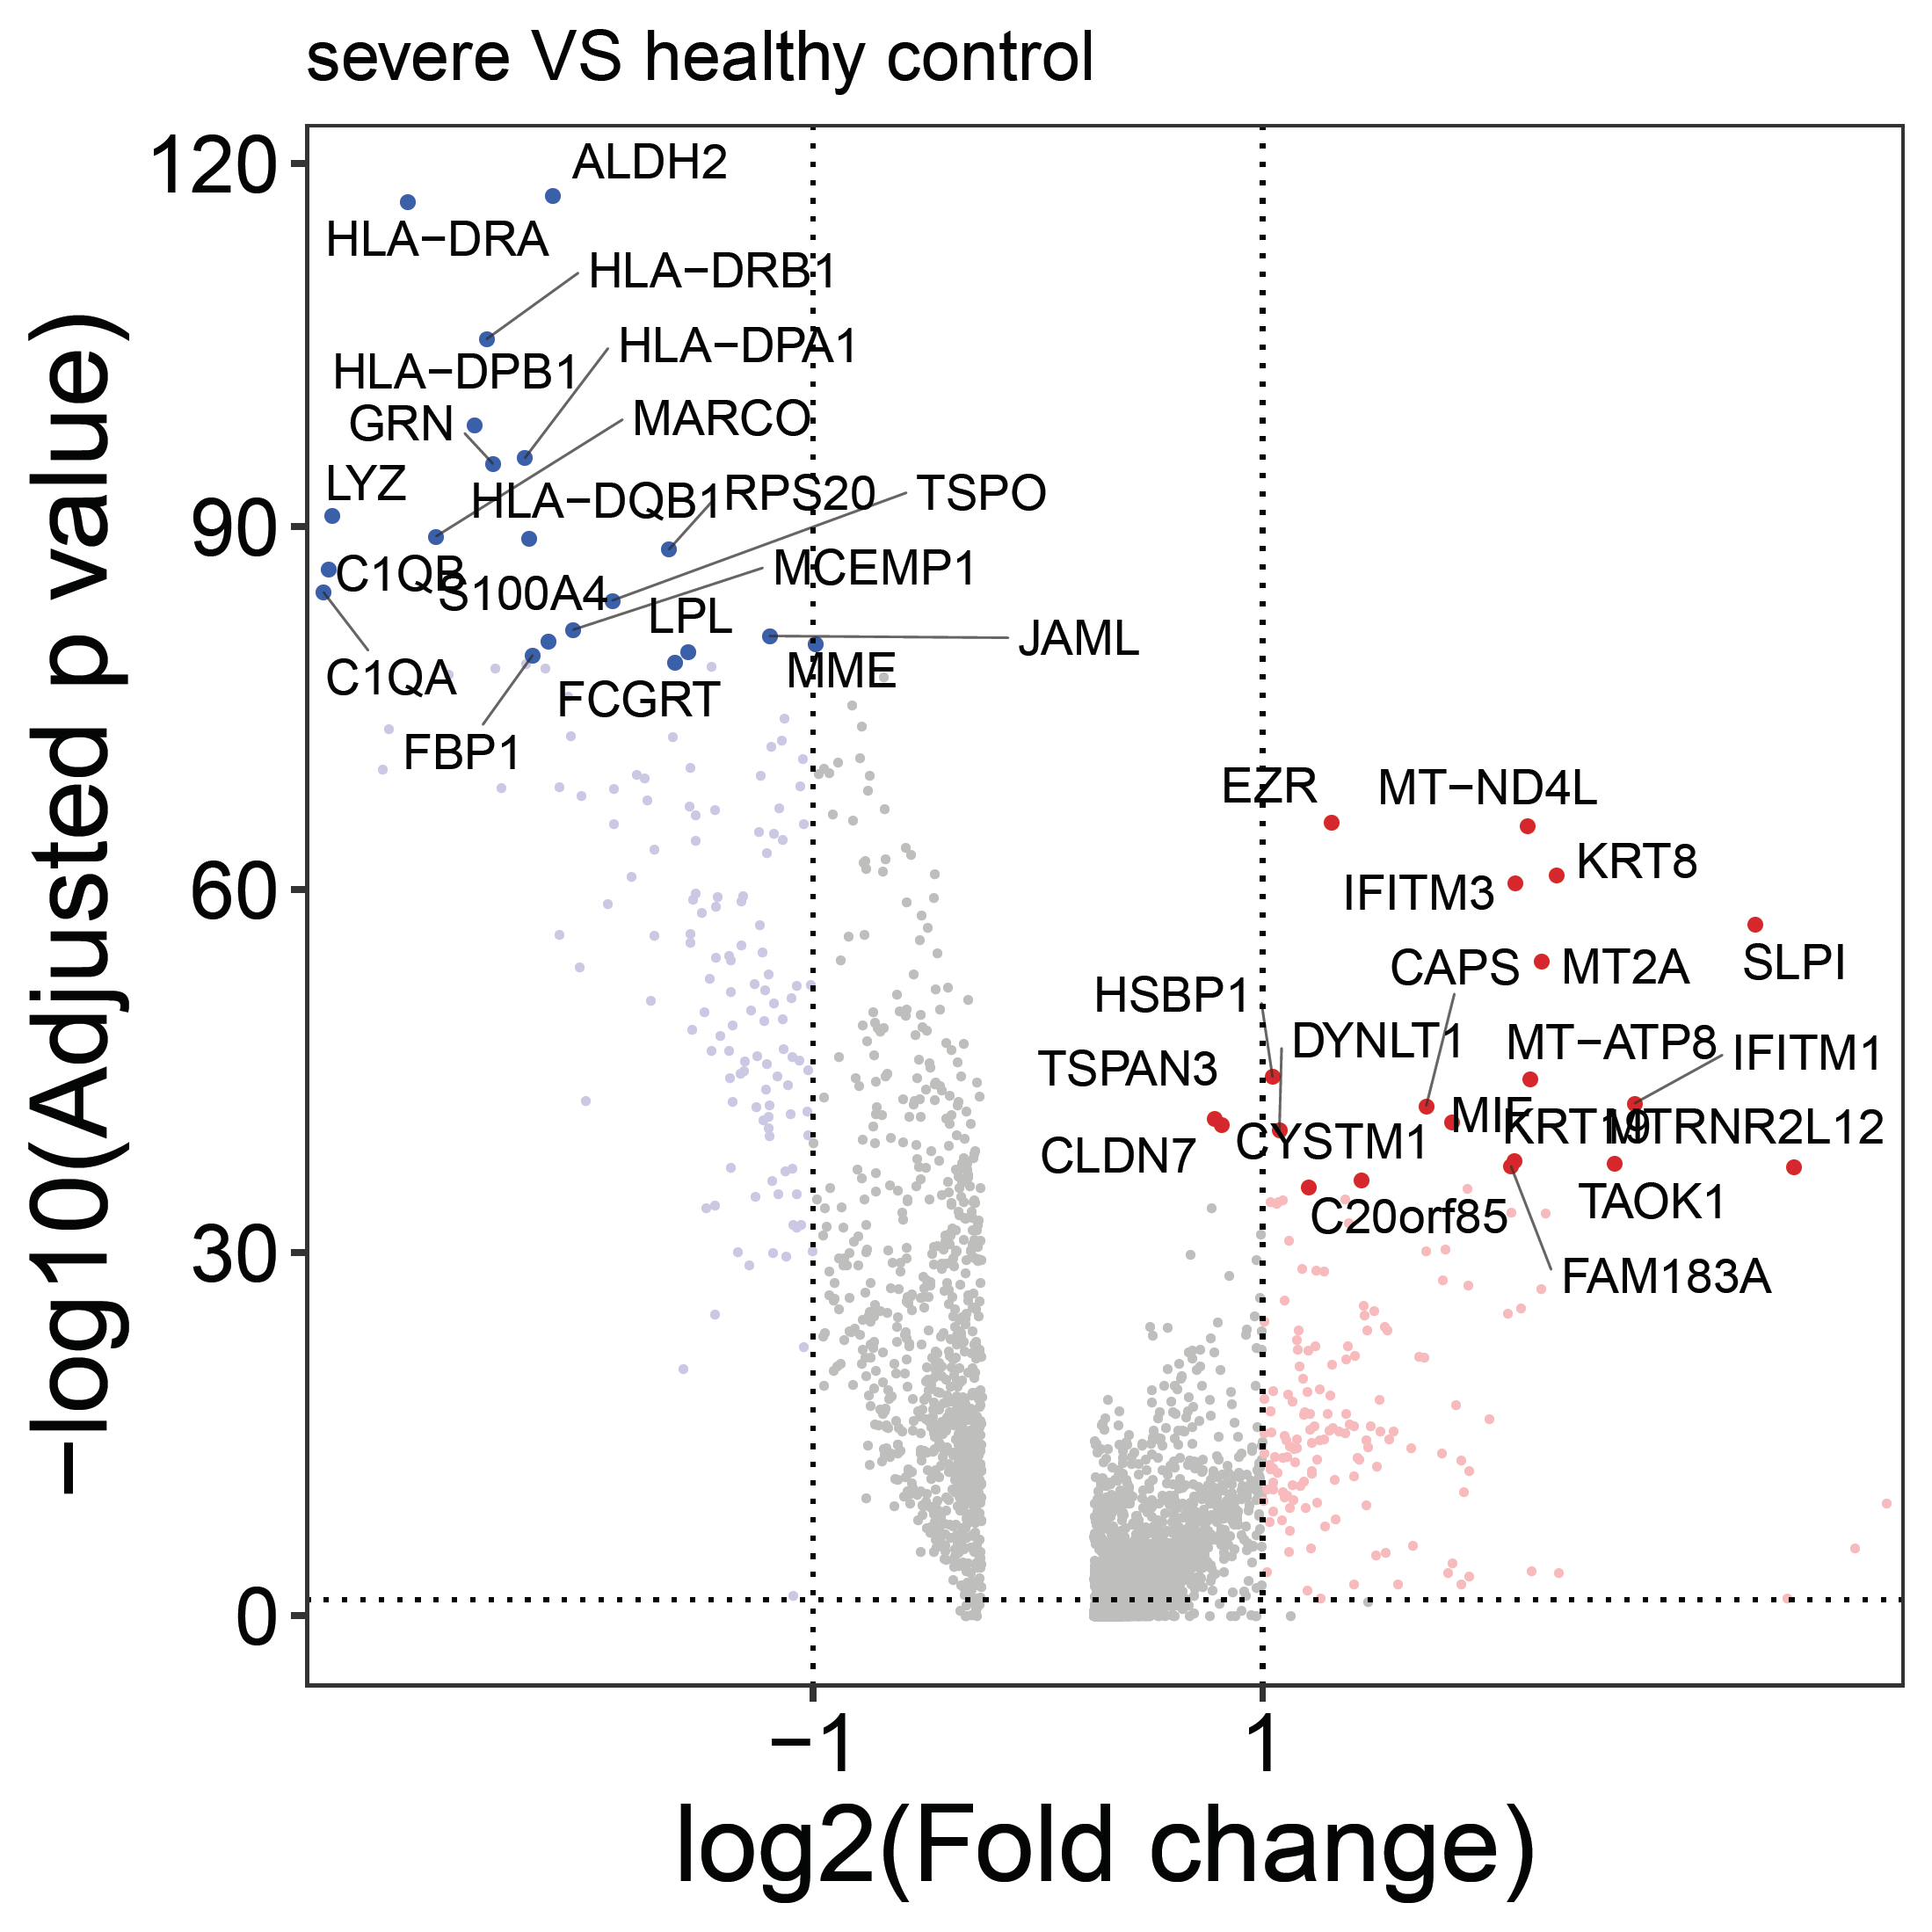 severe VS healthy control
120
90
60
30
0
−log10(Adjusted p value)
ALDH2
HLA−DRA
HLA−DRB1
HLA−DPA1
HLA−DPB1
MARCO
GRN
LYZ
HLA−DQB1
RPS20
TSPO
C1QB
S100A4
MCEMP1
LPL
JAML
C1QA
MME
FCGRT
FBP1
EZR
MT−ND4L
KRT8
IFITM3
SLPI
CAPS
MT2A
HSBP1
DYNLT1
MT−ATP8
IFITM1
TSPAN3
MIF
KRT19
MTRNR2L12
CLDN7
CYSTM1
TAOK1
C20orf85
FAM183A
−1
1
log2(Fold change)